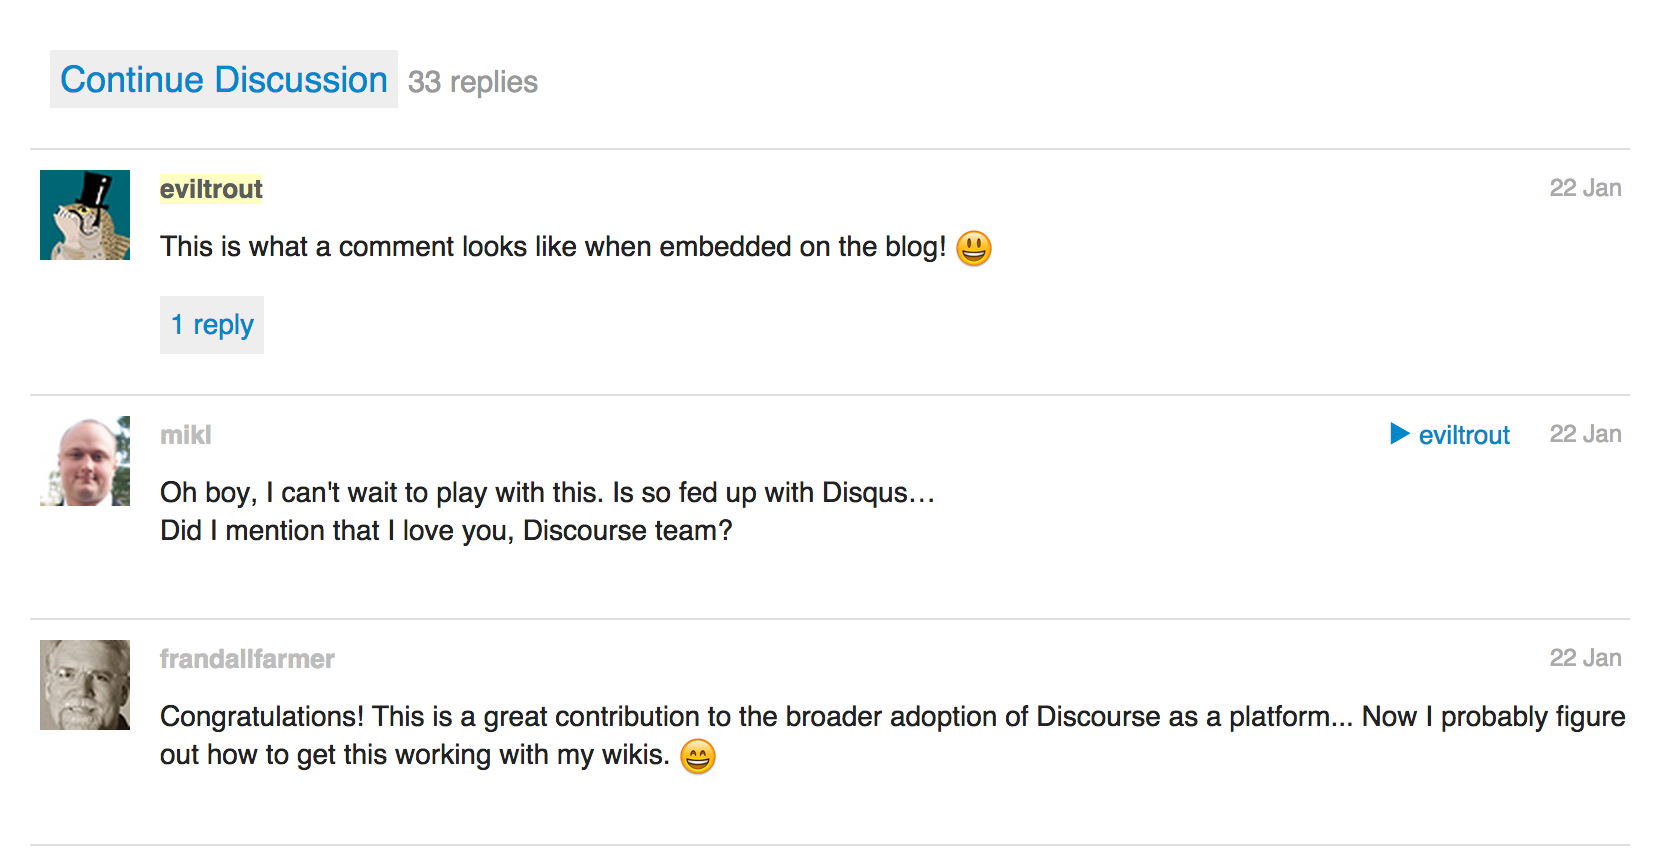 Continue Discussion 33 replies
eviltrout 22 Jan
This is what a comment looks like when embedded on the blog! 😃
1 reply
mikl ▶ eviltrout 22 Jan
Oh boy, I can't wait to play with this. Is so fed up with Disqus…
Did I mention that I love you, Discourse team?
frandallfarmer 22 Jan
Congratulations! This is a great contribution to the broader adoption of Discourse as a platform... Now I probably figure
out how to get this working with my wikis. 😄